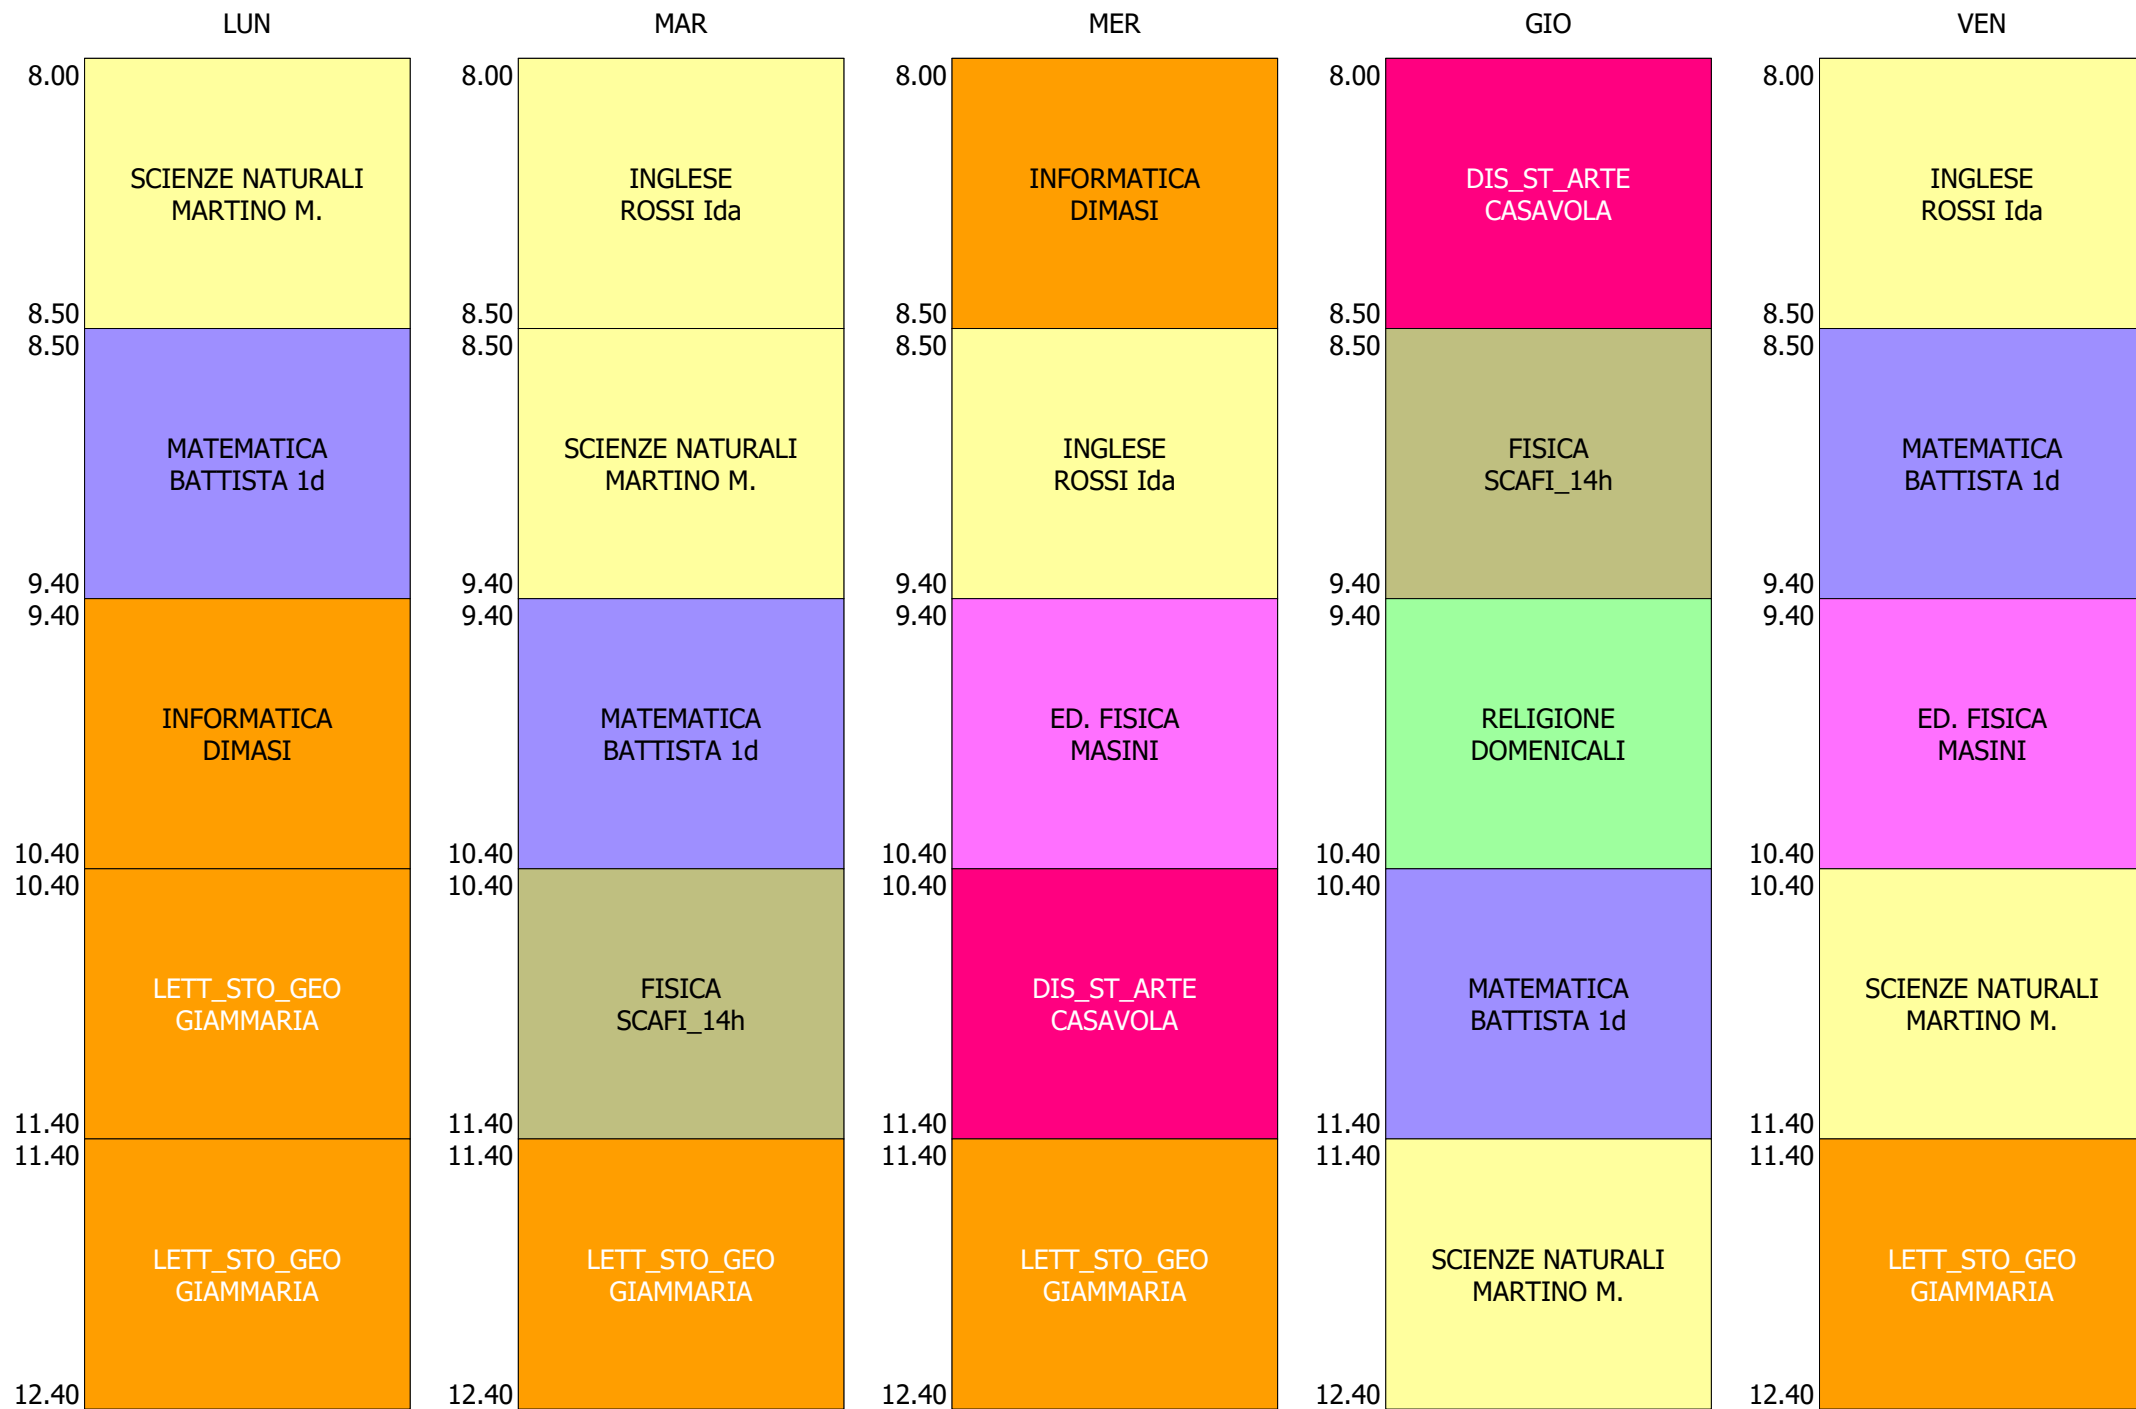 LUN MAR MER GIO VEN
8.00 8.00 8.00 8.00 8.00
SCIENZE NATURALI INGLESE INFORMATICA DIS_ST_ARTE INGLESE
MARTINO M. ROSSI Ida DIMASI CASAVOLA ROSSI Ida
8.50 8.50 8.50 8.50 8.50
8.50 8.50 8.50 8.50 8.50
MATEMATICA SCIENZE NATURALI INGLESE FISICA MATEMATICA
BATTISTA 1d MARTINO M. ROSSI Ida SCAFI_14h BATTISTA 1d
9.40 9.40 9.40 9.40 9.40
9.40 9.40 9.40 9.40 9.40
INFORMATICA MATEMATICA ED. FISICA RELIGIONE ED. FISICA
DIMASI BATTISTA 1d MASINI DOMENICALI MASINI
10.40 10.40 10.40 10.40 10.40
10.40 10.40 10.40 10.40 10.40
LETT_STO_GEO FISICA DIS_ST_ARTE MATEMATICA SCIENZE NATURALI
GIAMMARIA SCAFI_14h CASAVOLA BATTISTA 1d MARTINO M.
11.40 11.40 11.40 11.40 11.40
11.40 11.40 11.40 11.40 11.40
LETT_STO_GEO LETT_STO_GEO LETT_STO_GEO SCIENZE NATURALI LETT_STO_GEO
GIAMMARIA GIAMMARIA GIAMMARIA MARTINO M. GIAMMARIA
12.40 12.40 12.40 12.40 12.40